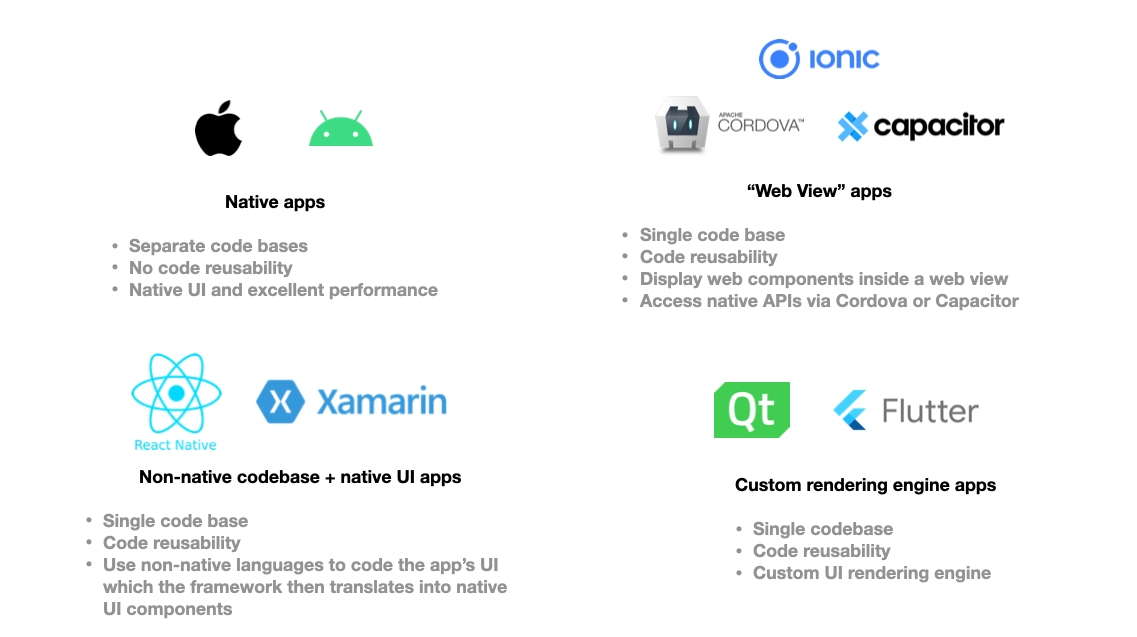 Native apps
• Separate code bases
• No code reusability
• Native UI and excellent performance
IONIC
APACHE
CORDOVA™
capacitor
“Web View” apps
• Single code base
• Code reusability
• Display web components inside a web view
• Access native APIs via Cordova or Capacitor
React Native
Xamarin
Non-native codebase + native UI apps
• Single code base
• Code reusability
• Use non-native languages to code the app’s UI
which the framework then translates into native
UI components
Qt
Flutter
Custom rendering engine apps
• Single codebase
• Code reusability
• Custom UI rendering engine